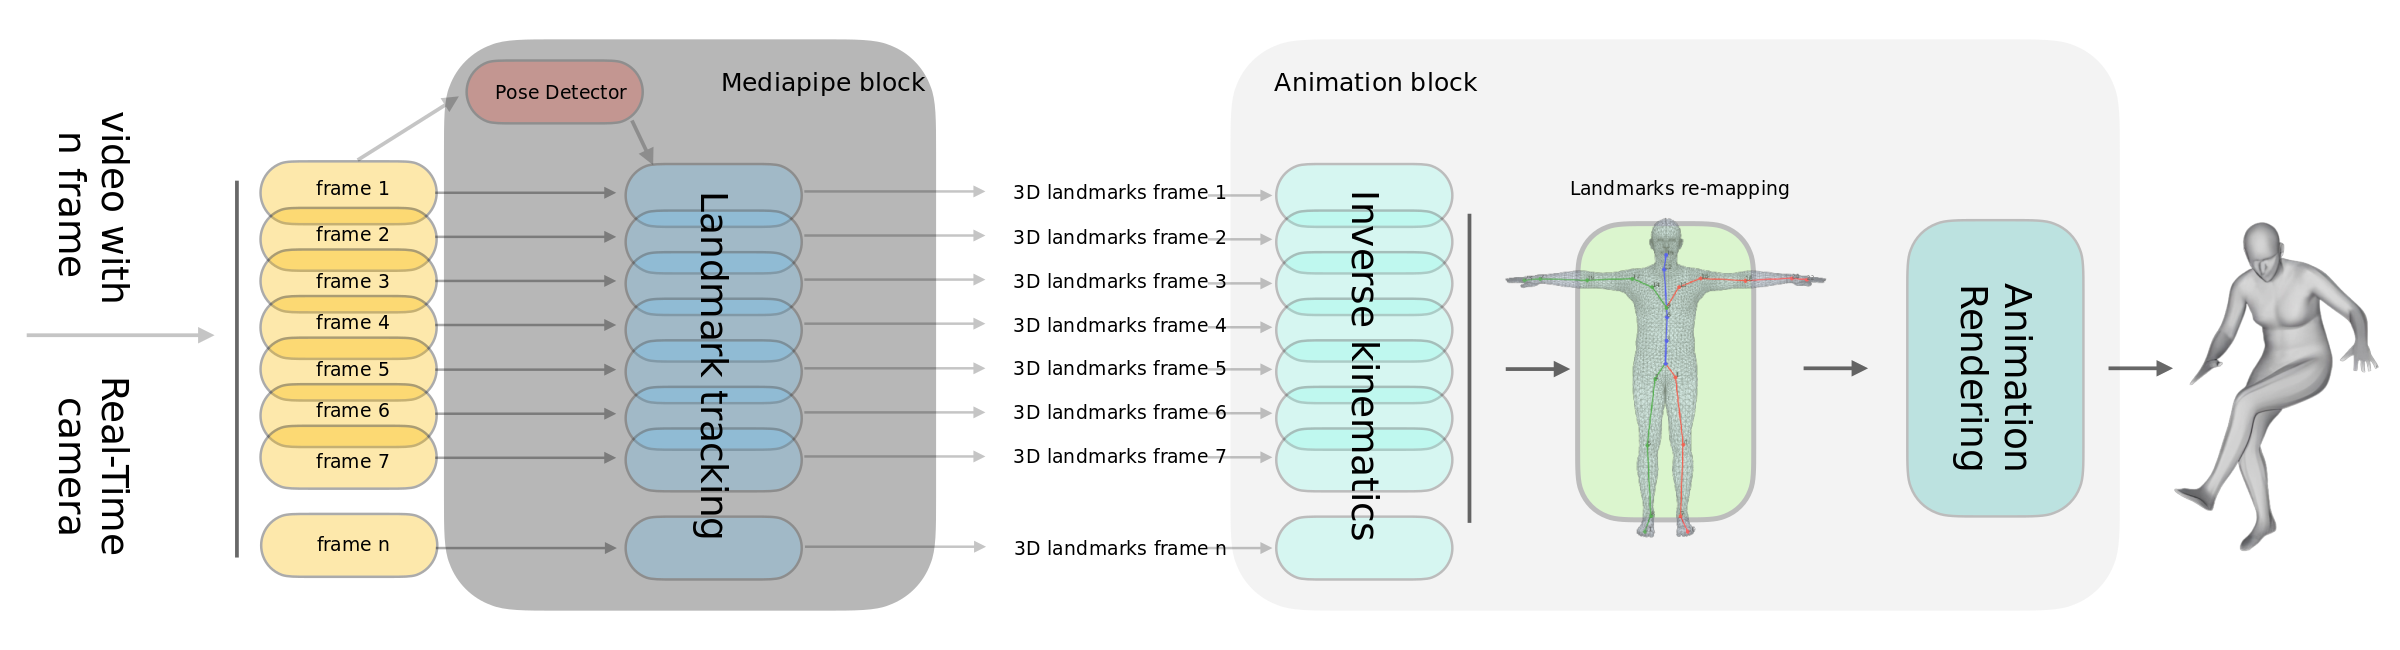 video with
n frame
Real-Time
camera
frame 1
frame 2
frame 3
frame 4
frame 5
frame 6
frame 7
frame n
Pose Detector
Mediapipe block
Landmark tracking
3D landmarks frame 1
3D landmarks frame 2
3D landmarks frame 3
3D landmarks frame 4
3D landmarks frame 5
3D landmarks frame 6
3D landmarks frame 7
3D landmarks frame n
Animation block
Inverse kinematics
Landmarks re-mapping
Animation
Rendering